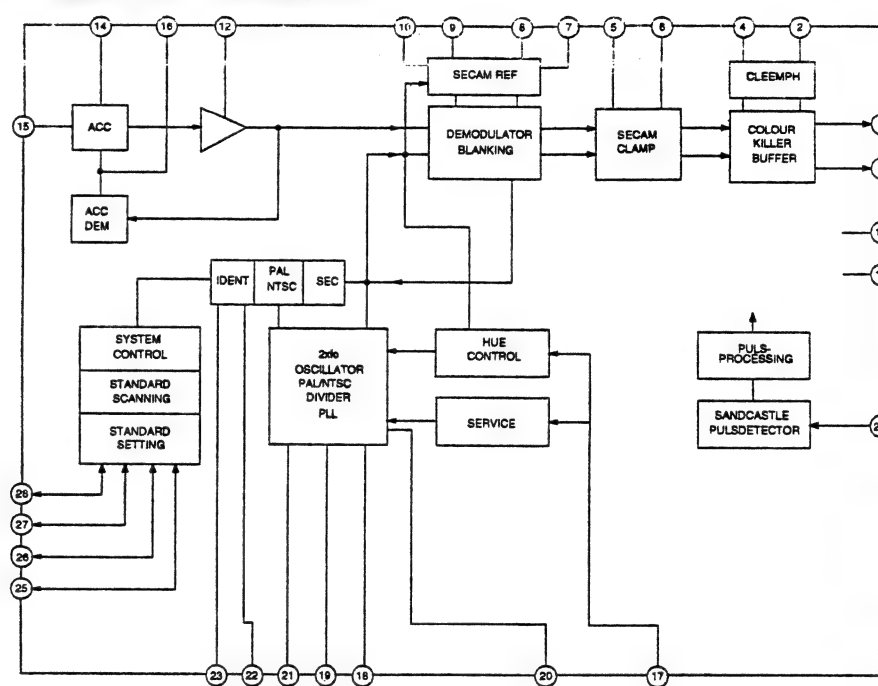 14 16 12 10 9 8 7 5 6 4 2
SECAM REF
CLEEMPH
15
ACC
DEMODULATOR
BLANKING
SECAM
CLAMP
COLOUR
KILLER
BUFFER
ACC
DEM
IDENT
PAL
NTSC
SEC
SYSTEM
CONTROL
STANDARD
SCANNING
STANDARD
SETTING
2xfc
OSCILLATOR
PAL/NTSC
DIVIDER
PLL
HUE
CONTROL
SERVICE
PULS-
PROCESSING
SANDCASTLE
PULSDETECTOR
28
27
26
25
23 22 21 19 18 20 17